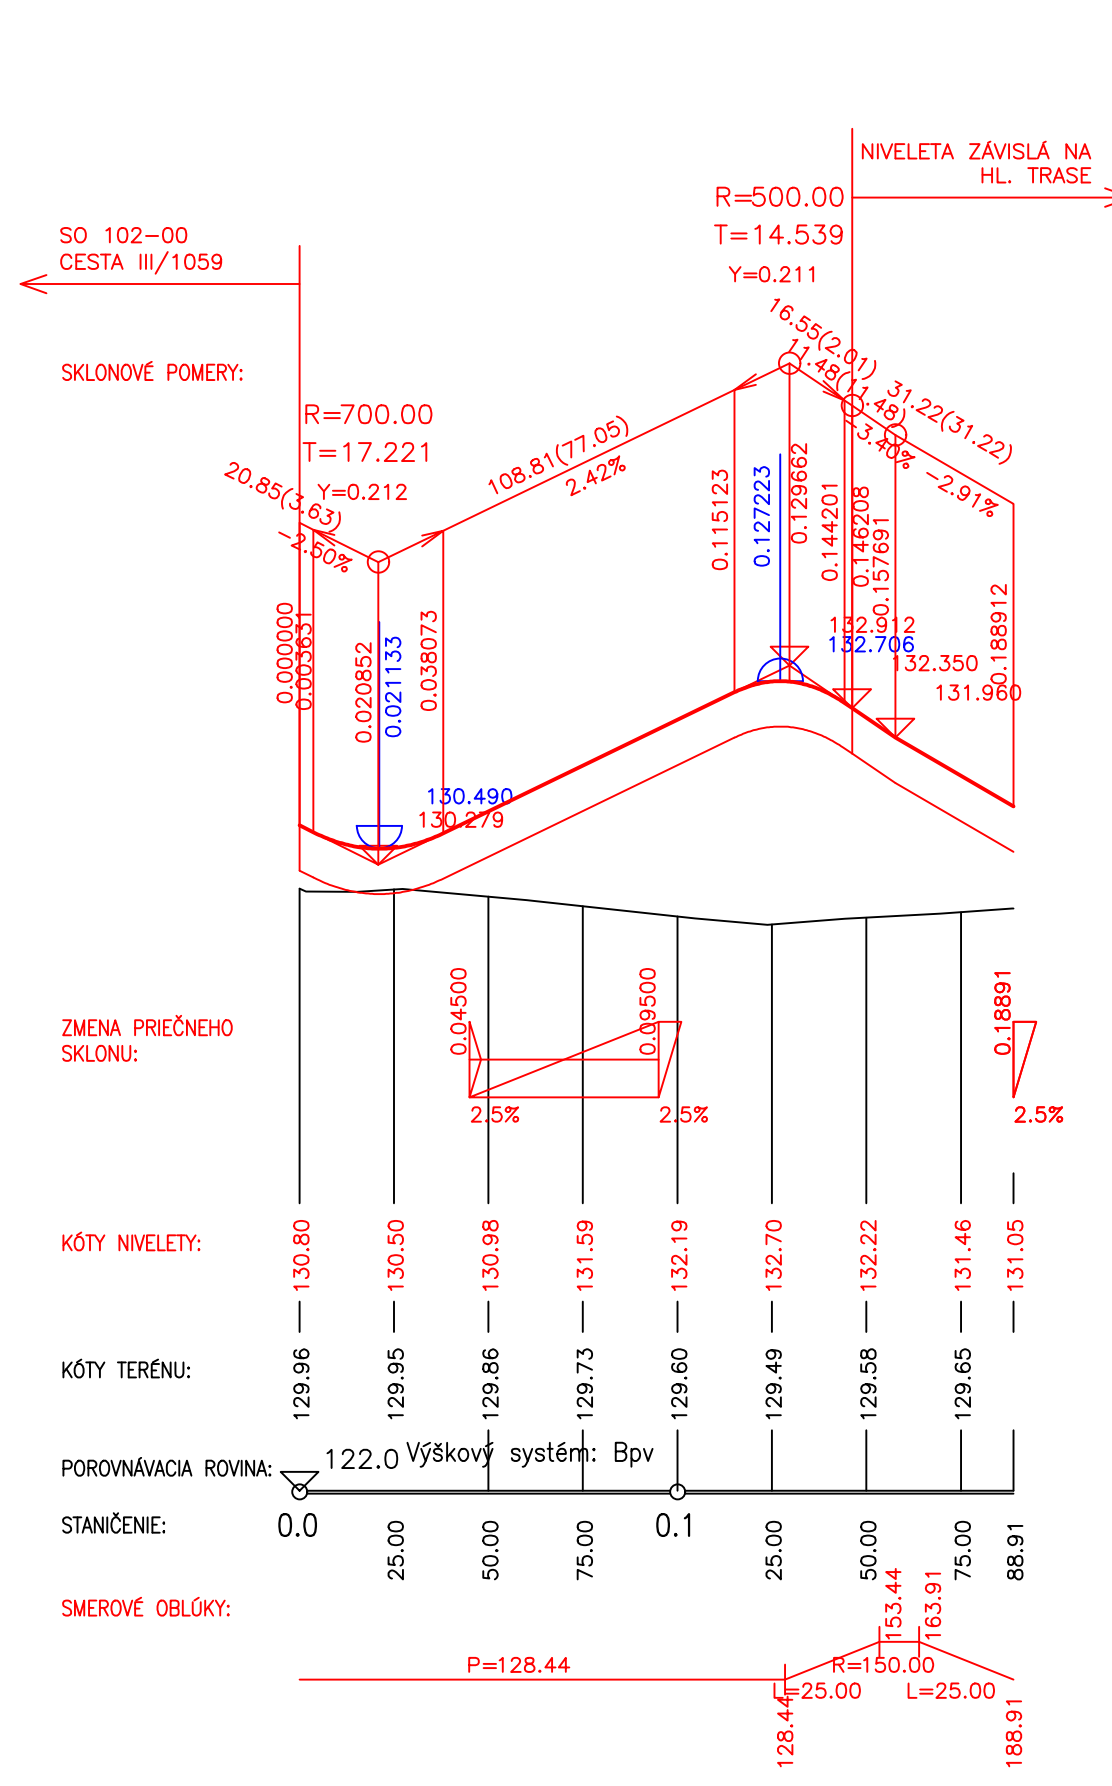 NIVELETA ZÁVISLÁ NA
HL. TRASE
R=500.00
T=14.539
Y=0.211
SO 102-00
CESTA III/1059
SKLONOVÉ POMERY:
R=700.00
T=17.221
Y=0.212
20.85(3.63)
-2.50%
108.81(77.05)
2.42%
16.55(2.01)
11.48(11.48)
-3.40%
31.22(31.22)
-2.91%
0.000000
0.003631
0.020852
0.021133
0.038073
0.115123
0.127223
0.129662
0.144201
0.146208
0.157691
0.188912
132.912
132.706
132.350
131.960
130.490
130.279
ZMENA PRIEČNEHO
SKLONU:
0.04500
0.09500
0.18891
2.5%
2.5%
2.5%
KÓTY NIVELETY:
130.80
130.50
130.98
131.59
132.19
132.70
132.22
131.46
131.05
KÓTY TERÉNU:
129.96
129.95
129.86
129.73
129.60
129.49
129.58
129.65
POROVNÁVACIA ROVINA:
122.0
Výškový systém: Bpv
STANIČENIE:
0.0
25.00
50.00
75.00
0.1
25.00
50.00
75.00
88.91
SMEROVÉ OBLÚKY:
P=128.44
128.44
L=25.00
153.44
R=150.00
163.91
L=25.00
188.91